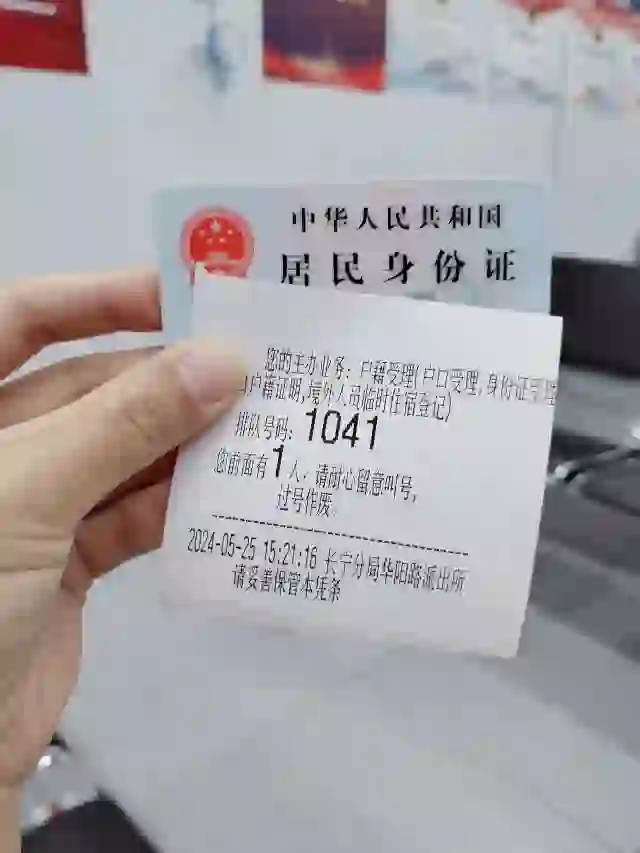 中华人民共和国
居民身份证
您的主办业务：户籍受理(户口受理,身份证受理
户籍证明,境外人员临时住宿登记)
排队号码：1041
您前面有1人，请耐心留意叫号，
过号作废
2024-05-25 15:21:16 长宁分局华阳路派出所
请妥善保管本凭条